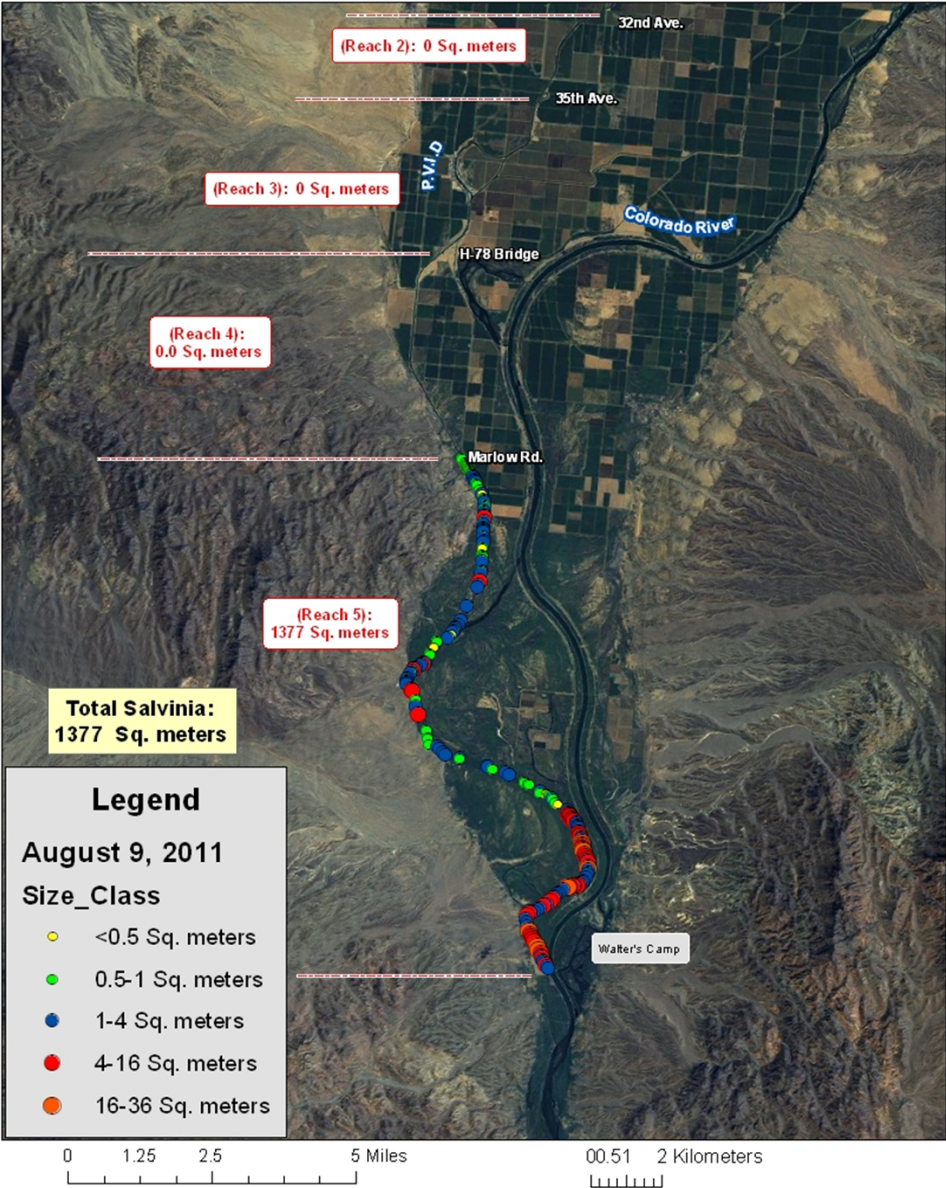 32nd Ave.
(Reach 2): 0 Sq. meters
35th Ave.
P.V.I.D
(Reach 3): 0 Sq. meters
Colorado River
H-78 Bridge
(Reach 4):
0.0 Sq. meters
Marlow Rd.
(Reach 5):
1377 Sq. meters
Total Salvinia:
1377 Sq. meters
Walter's Camp
Legend
August 9, 2011
Size_Class
<0.5 Sq. meters
0.5-1 Sq. meters
1-4 Sq. meters
4-16 Sq. meters
16-36 Sq. meters
0 1.25 2.5 5 Miles
00.51 2 Kilometers